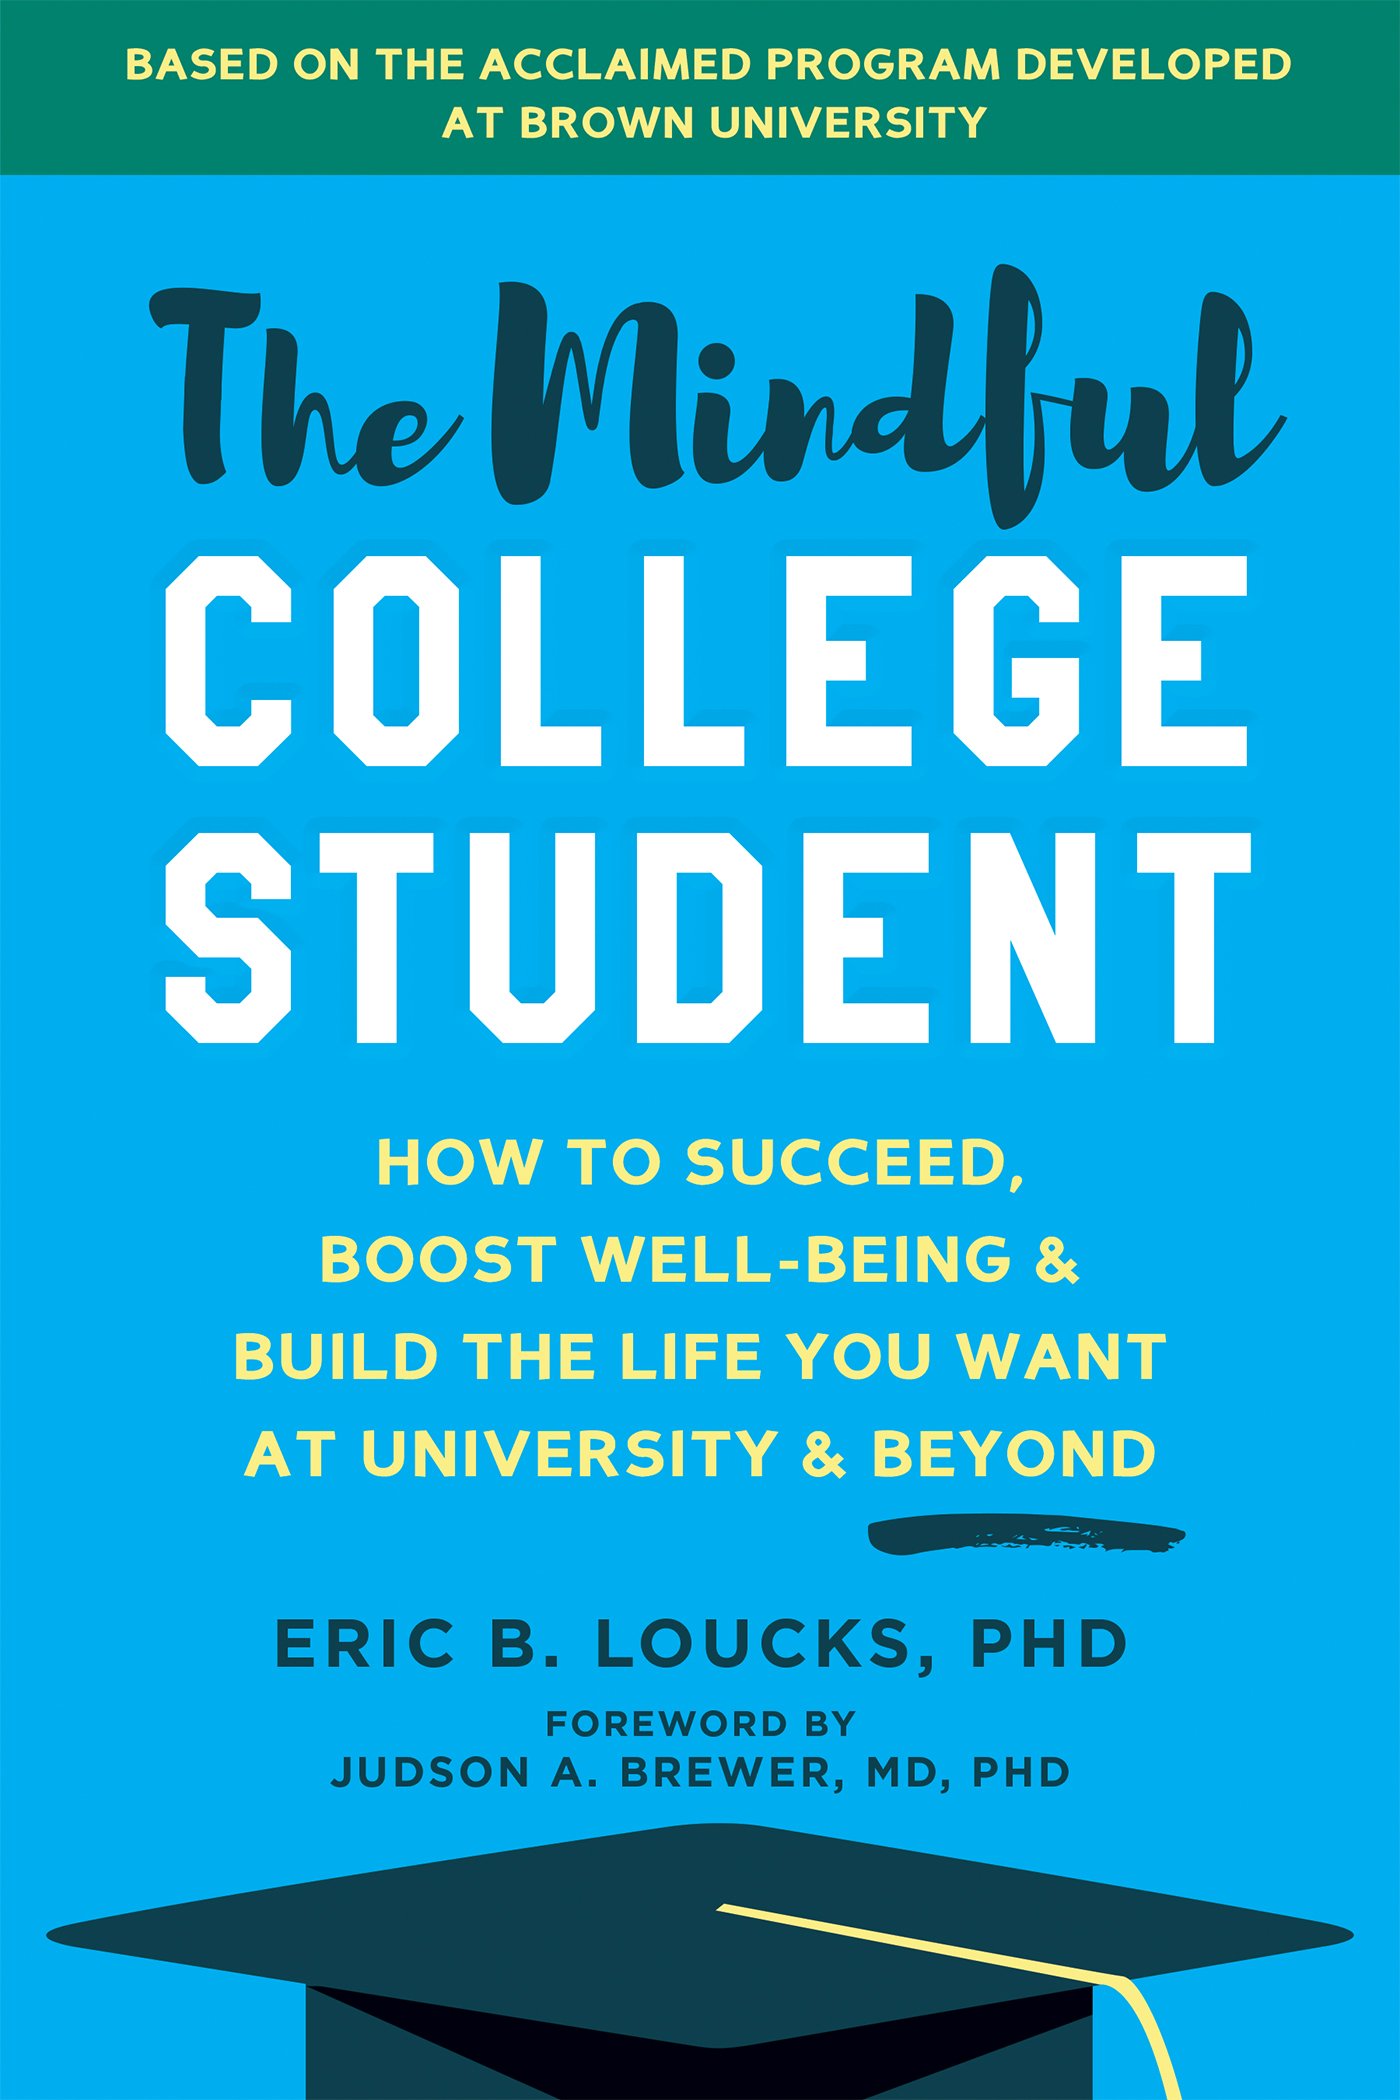 BASED ON THE ACCLAIMED PROGRAM DEVELOPED
AT BROWN UNIVERSITY
The Mindful
COLLEGE
STUDENT
HOW TO SUCCEED,
BOOST WELL-BEING &
BUILD THE LIFE YOU WANT
AT UNIVERSITY & BEYOND
ERIC B. LOUCKS, PHD
FOREWORD BY
JUDSON A. BREWER, MD, PHD